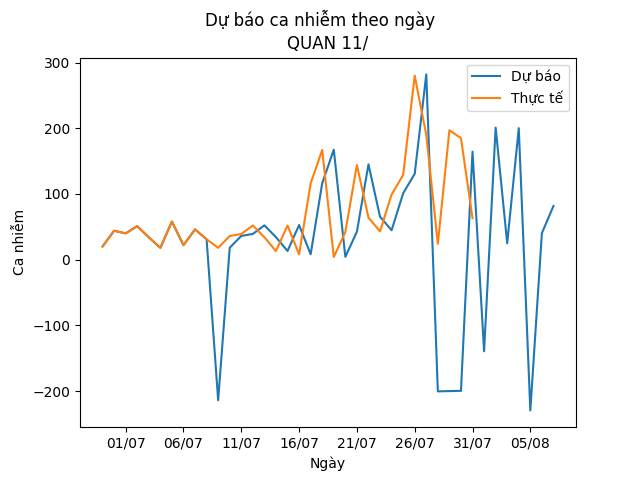 Dự báo ca nhiễm theo ngày
QUAN 11/
Dự báo
Thực tế
Ca nhiễm
300
200
100
0
−100
−200
01/07
06/07
11/07
16/07
21/07
26/07
31/07
05/08
Ngày